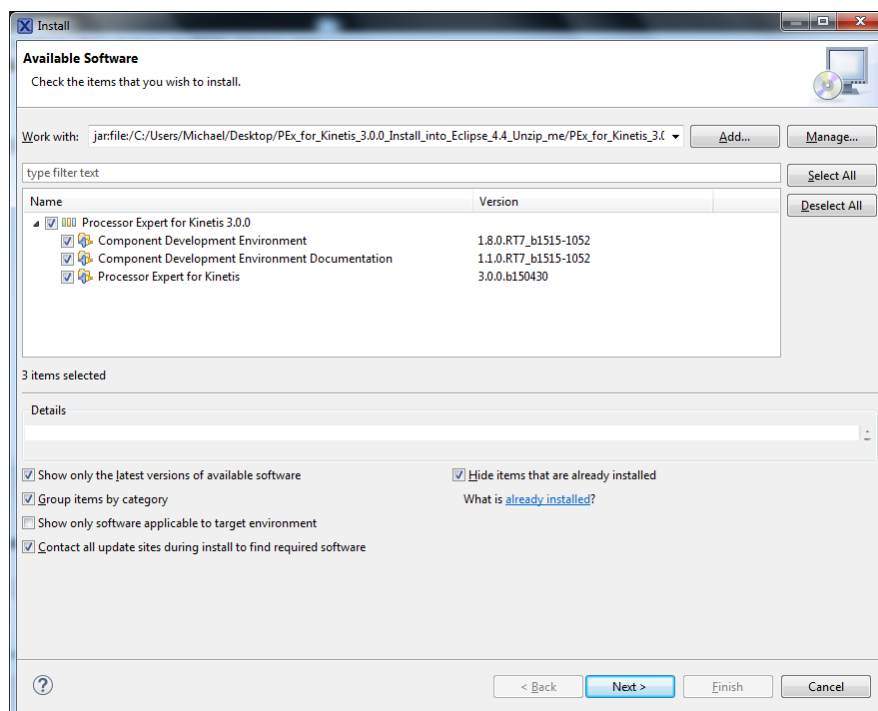 Install
Available Software
Check the items that you wish to install.
Work with: jar:file:/C:/Users/Michael/Desktop/PEx_for_Kinetis_3.0.0_Install_into_Eclipse_4.4_Unzip_me/PEx_for_Kinetis_3.( Add... Manage...
type filter text Select All
Name Version Deselect All
Processor Expert for Kinetis 3.0.0
Component Development Environment 1.8.0.RT7_b1515-1052
Component Development Environment Documentation 1.1.0.RT7_b1515-1052
Processor Expert for Kinetis 3.0.0.b150430
3 items selected
Details
Show only the latest versions of available software Hide items that are already installed
Group items by category What is already installed?
Show only software applicable to target environment
Contact all update sites during install to find required software
? < Back Next > Finish Cancel